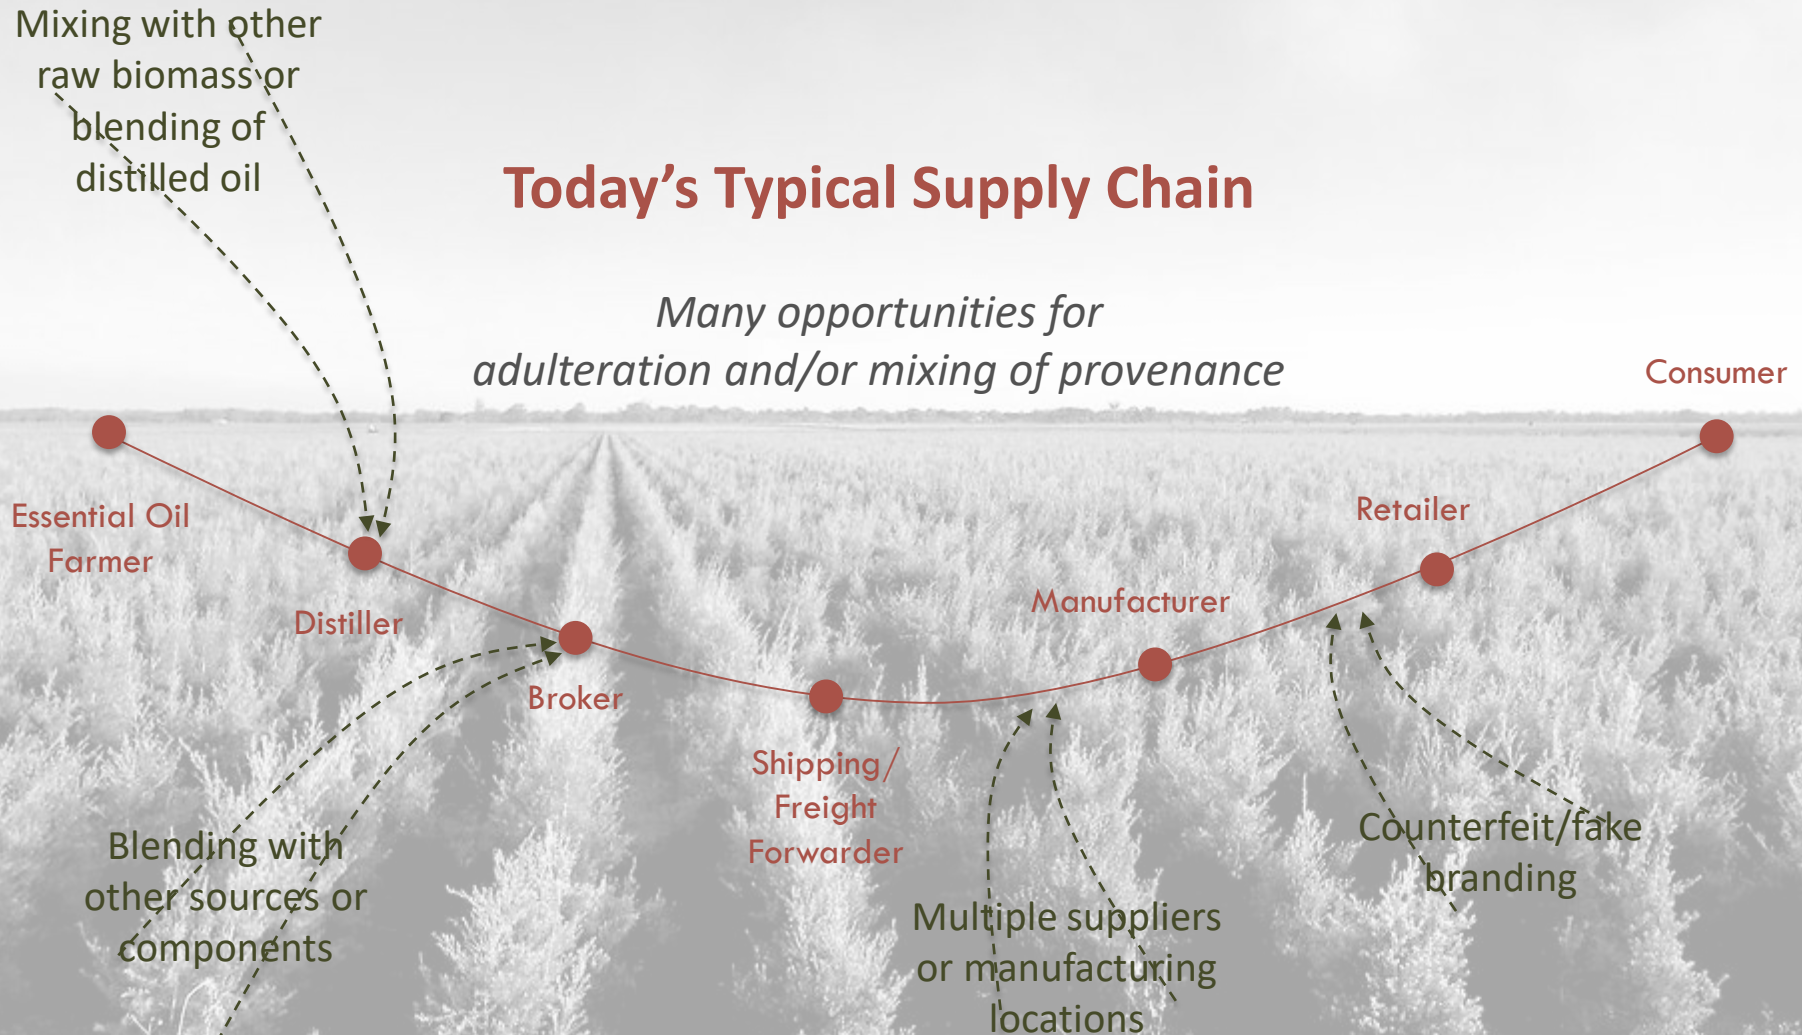 Mixing with other
raw biomass or
blending of
distilled oil
Today's Typical Supply Chain
Many opportunities for
adulteration and/or mixing of provenance
Consumer
Essential Oil
Farmer
Distiller
Broker
Shipping/
Freight
Forwarder
Manufacturer
Retailer
Blending with
other sources or
components
Multiple suppliers
or manufacturing
locations
Counterfeit/fake
branding